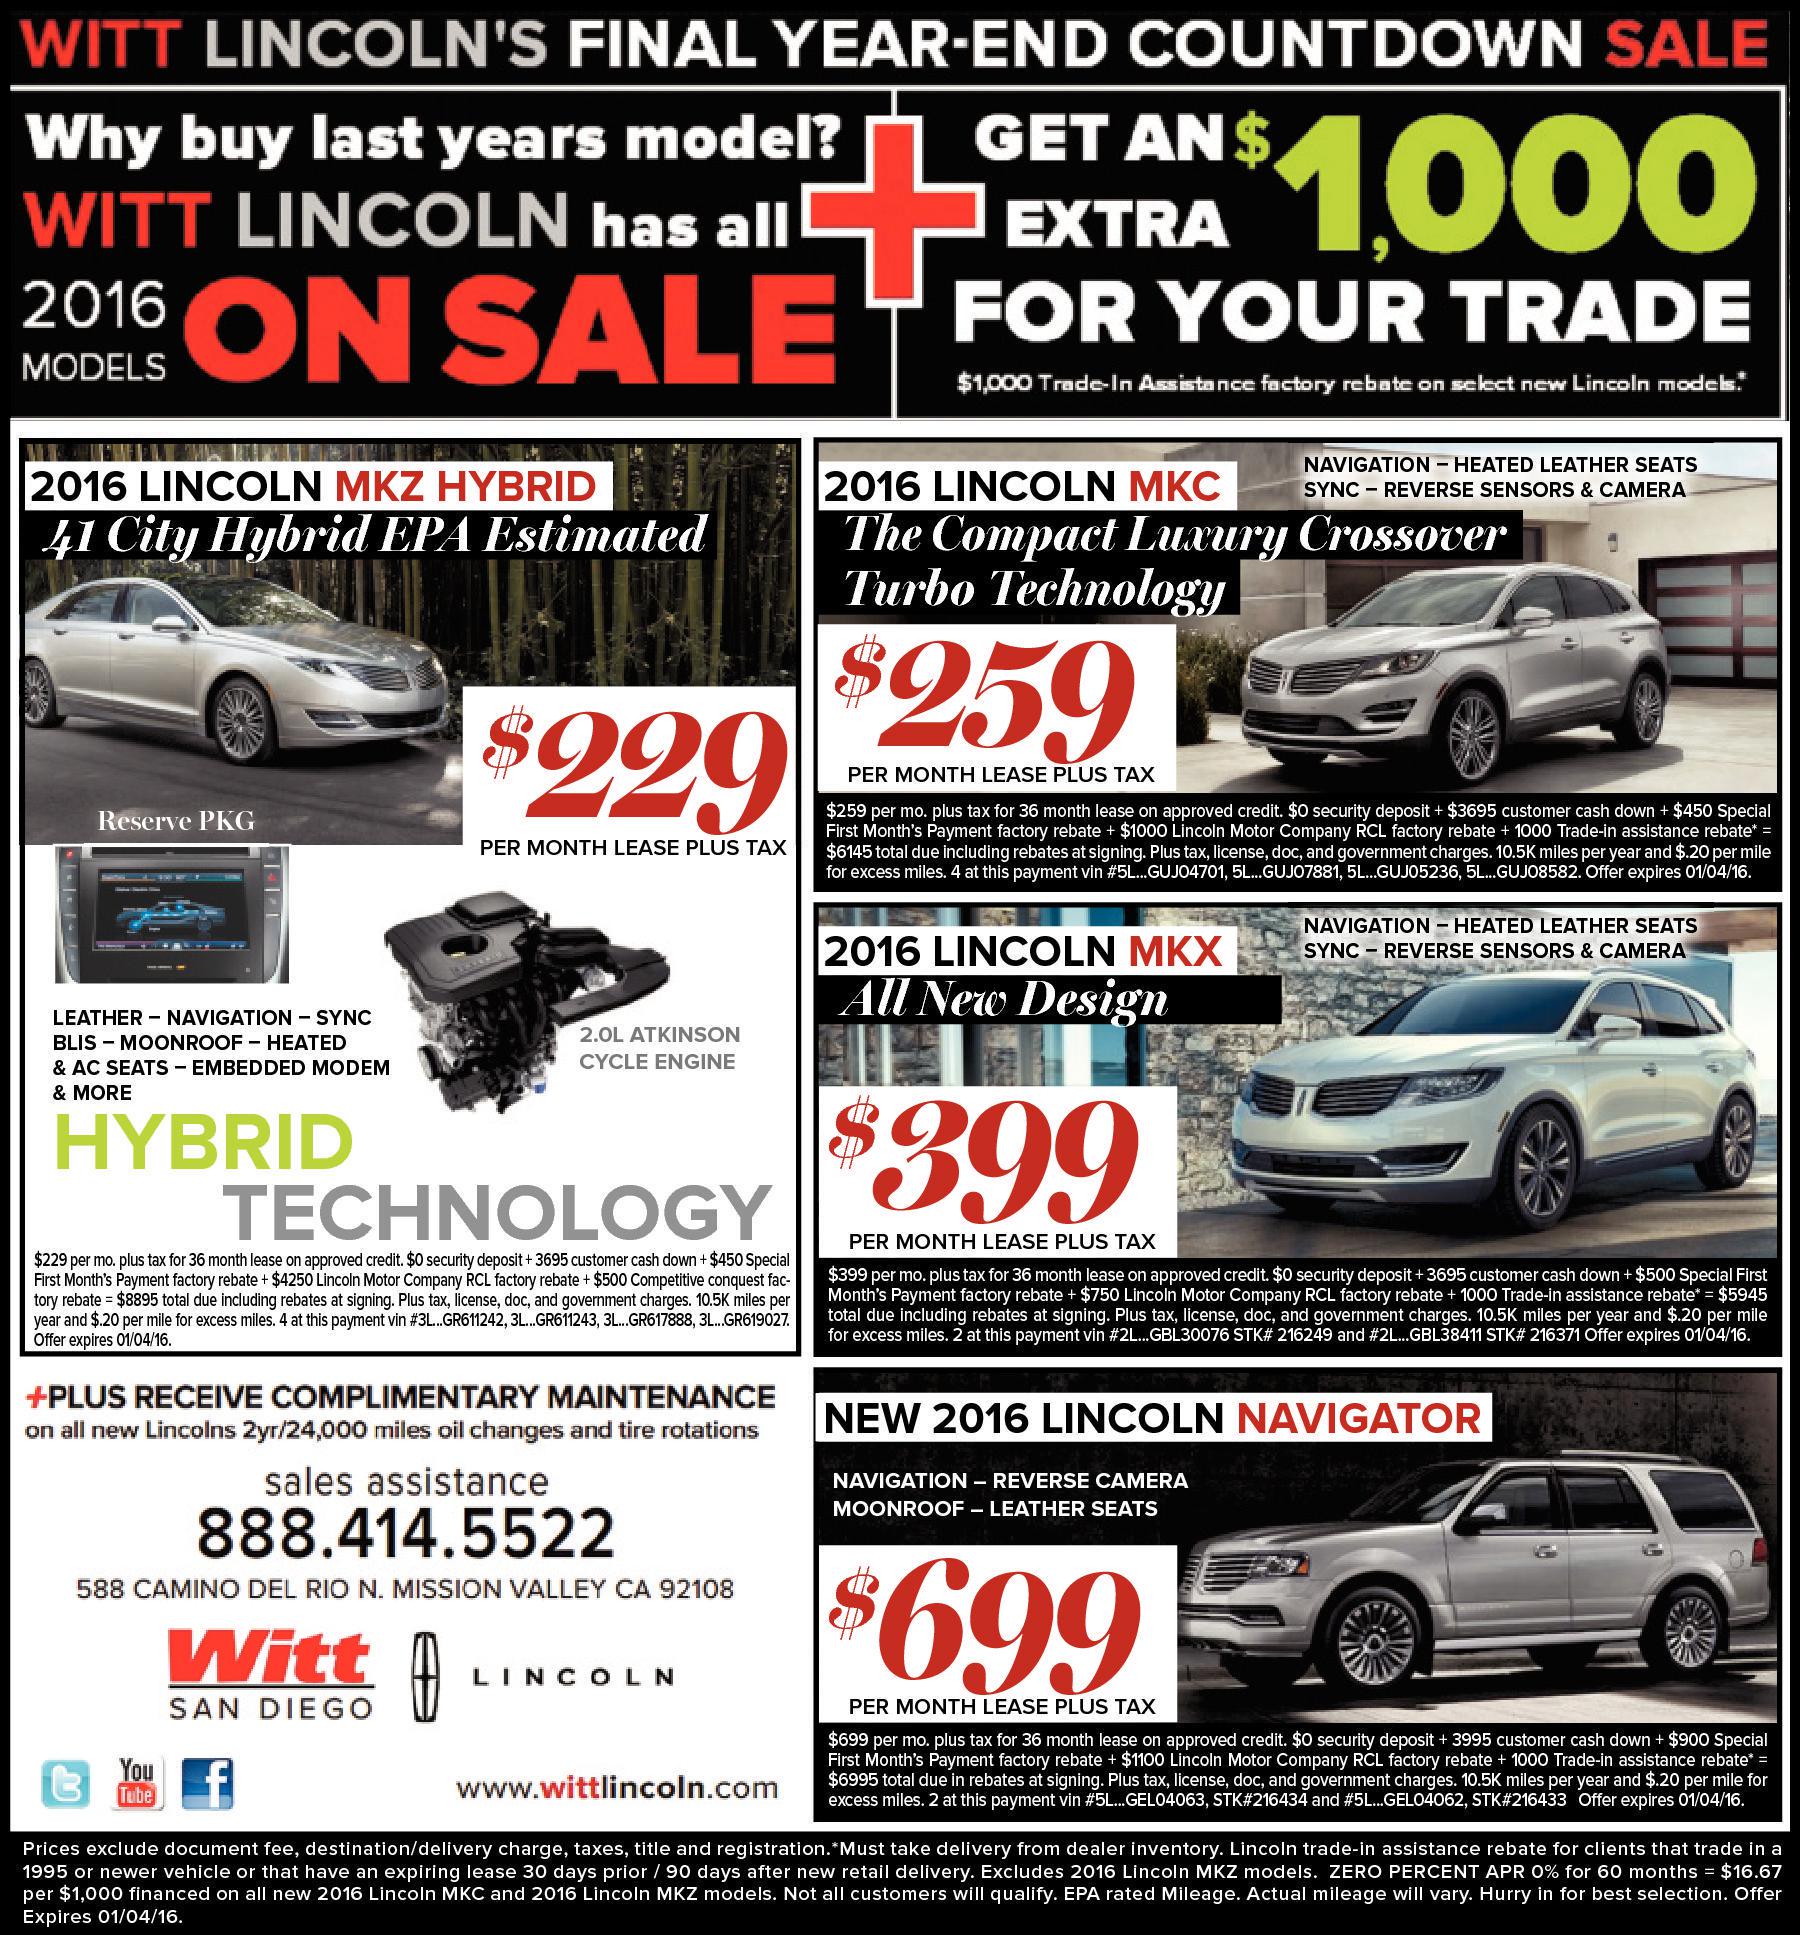 WITT LINCOLN'S FINAL YEAR-END COUNTDOWN SALE
Why buy last years model?
WITT LINCOLN has all
2016
MODELS
ON SALE
GET AN
EXTRA
$1,000
FOR YOUR TRADE
$1,000 Trade-In Assistance factory rebate on select new Lincoln models.*
2016 LINCOLN MKZ HYBRID
41 City Hybrid EPA Estimated
Reserve PKG
$229
PER MONTH LEASE PLUS TAX
LEATHER – NAVIGATION – SYNC
BLIS – MOONROOF – HEATED
& AC SEATS – EMBEDDED MODEM
& MORE
2.0L ATKINSON
CYCLE ENGINE
HYBRID
TECHNOLOGY
$229 per mo. plus tax for 36 month lease on approved credit. $0 security deposit + 3695 customer cash down + $450 Special
First Month's Payment factory rebate + $4250 Lincoln Motor Company RCL factory rebate + $500 Competitive conquest fac-
tory rebate = $8895 total due including rebates at signing. Plus tax, license, doc, and government charges. 10.5K miles per
year and $.20 per mile for excess miles. 4 at this payment vin #3L...GR611242, 3L...GR611243, 3L...GR617888, 3L...GR619027.
Offer expires 01/04/16.
2016 LINCOLN MKC
NAVIGATION – HEATED LEATHER SEATS
SYNC – REVERSE SENSORS & CAMERA
The Compact Luxury Crossover
Turbo Technology
$259
PER MONTH LEASE PLUS TAX
$259 per mo. plus tax for 36 month lease on approved credit. $0 security deposit + $3695 customer cash down + $450 Special
First Month's Payment factory rebate + $1000 Lincoln Motor Company RCL factory rebate + 1000 Trade-in assistance rebate* =
$6145 total due including rebates at signing. Plus tax, license, doc, and government charges. 10.5K miles per year and $.20 per mile
for excess miles. 4 at this payment vin #5L...GUJ04701, 5L...GUJ07881, 5L...GUJ05236, 5L...GUJ08582. Offer expires 01/04/16.
2016 LINCOLN MKX
NAVIGATION – HEATED LEATHER SEATS
SYNC – REVERSE SENSORS & CAMERA
All New Design
$399
PER MONTH LEASE PLUS TAX
$399 per mo. plus tax for 36 month lease on approved credit. $0 security deposit + 3695 customer cash down + $500 Special First
Month's Payment factory rebate + $750 Lincoln Motor Company RCL factory rebate + 1000 Trade-in assistance rebate* = $5945
total due including rebates at signing. Plus tax, license, doc, and government charges. 10.5K miles per year and $.20 per mile
for excess miles. 2 at this payment vin #2L...GBL30076 STK# 216249 and #2L...GBL38411 STK# 216371 Offer expires 01/04/16.
NEW 2016 LINCOLN NAVIGATOR
NAVIGATION – REVERSE CAMERA
MOONROOF – LEATHER SEATS
$699
PER MONTH LEASE PLUS TAX
$699 per mo. plus tax for 36 month lease on approved credit. $0 security deposit + 3995 customer cash down + $900 Special
First Month's Payment factory rebate + $1100 Lincoln Motor Company RCL factory rebate + 1000 Trade-in assistance rebate* =
$6995 total due in rebates at signing. Plus tax, license, doc, and government charges. 10.5K miles per year and $.20 per mile for
excess miles. 2 at this payment vin #5L...GEL04063, STK#216434 and #5L...GEL04062, STK#216433 Offer expires 01/04/16.
+PLUS RECEIVE COMPLIMENTARY MAINTENANCE
on all new Lincolns 2yr/24,000 miles oil changes and tire rotations
sales assistance
888.414.5522
588 CAMINO DEL RIO N. MISSION VALLEY CA 92108
Witt
SAN DIEGO
LINCOLN
t
You
Tube
f
www.wittlincoln.com
Prices exclude document fee, destination/delivery charge, taxes, title and registration.*Must take delivery from dealer inventory. Lincoln trade-in assistance rebate for clients that trade in a
1995 or newer vehicle or that have an expiring lease 30 days prior / 90 days after new retail delivery. Excludes 2016 Lincoln MKZ models. ZERO PERCENT APR 0% for 60 months = $16.67
per $1,000 financed on all new 2016 Lincoln MKC and 2016 Lincoln MKZ models. Not all customers will qualify. EPA rated Mileage. Actual mileage will vary. Hurry in for best selection. Offer
Expires 01/04/16.